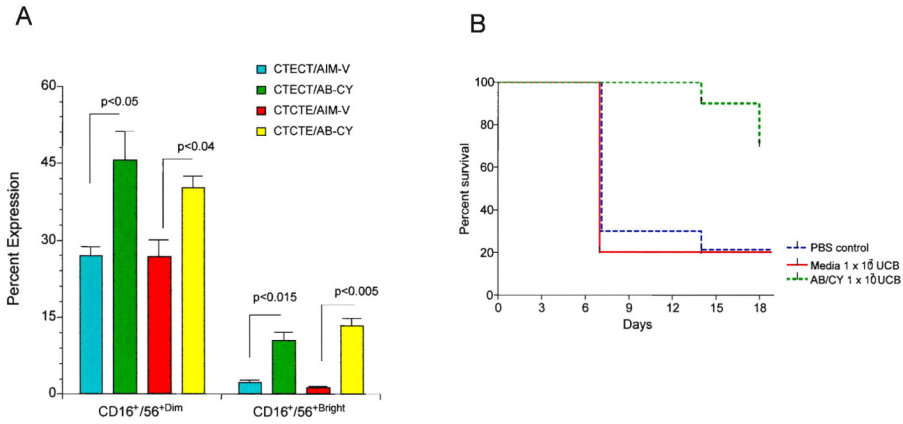 A
CTECT/AIM-V
CTECT/AB-CY
CTCTE/AIM-V
CTCTE/AB-CY
Percent Expression
60
45
30
15
0
p<0.05
p<0.04
p<0.015
p<0.005
CD16⁺/56⁺ᴰⁱᵐ
CD16⁺/56⁺ᴮʳⁱᵍʰᵗ
B
Percent survival
100
80
60
40
20
0
0 3 6 9 12 15 18
Days
PBS control
Media 1 x 10⁷ UCB
AB/CY 1 x 10⁷ UCB